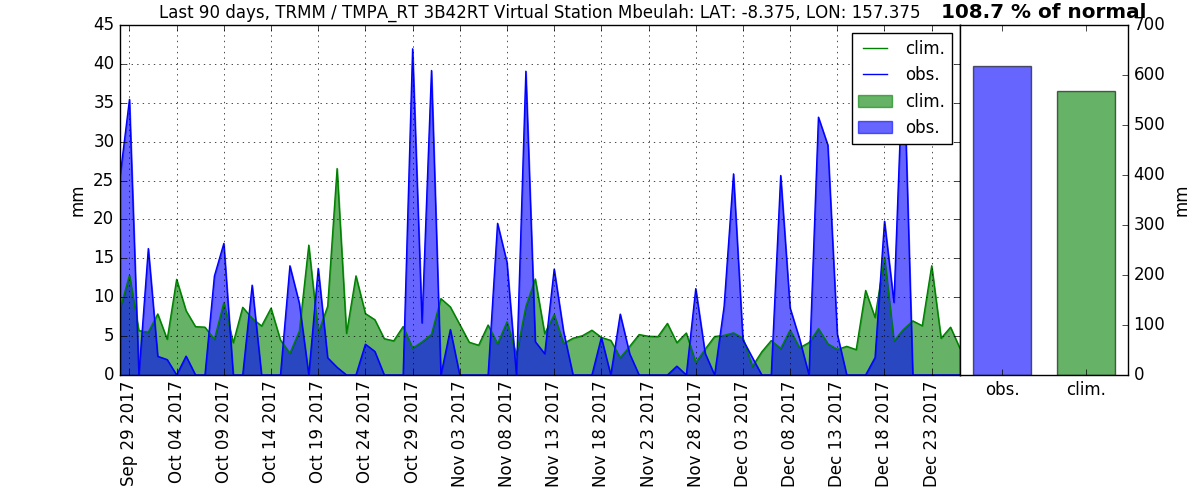 Last 90 days, TRMM / TMPA_RT 3B42RT Virtual Station Mbeulah: LAT: -8.375, LON: 157.375
108.7 % of normal
45
40
35
30
25
20
15
10
5
0
mm
clim.
obs.
clim.
obs.
Sep 29 2017
Oct 04 2017
Oct 09 2017
Oct 14 2017
Oct 19 2017
Oct 24 2017
Oct 29 2017
Nov 03 2017
Nov 08 2017
Nov 13 2017
Nov 18 2017
Nov 23 2017
Nov 28 2017
Dec 03 2017
Dec 08 2017
Dec 13 2017
Dec 18 2017
Dec 23 2017
700
600
500
400
300
200
100
0
mm
obs.
clim.